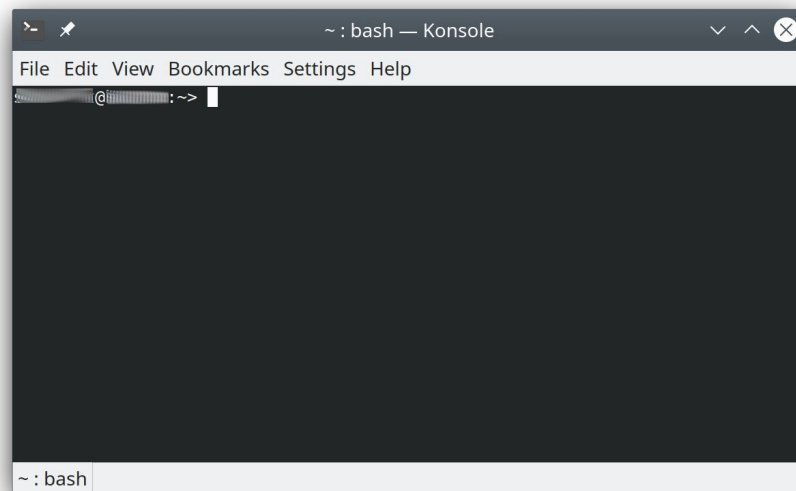 ~ : bash — Konsole
File Edit View Bookmarks Settings Help
@:~>
~ : bash